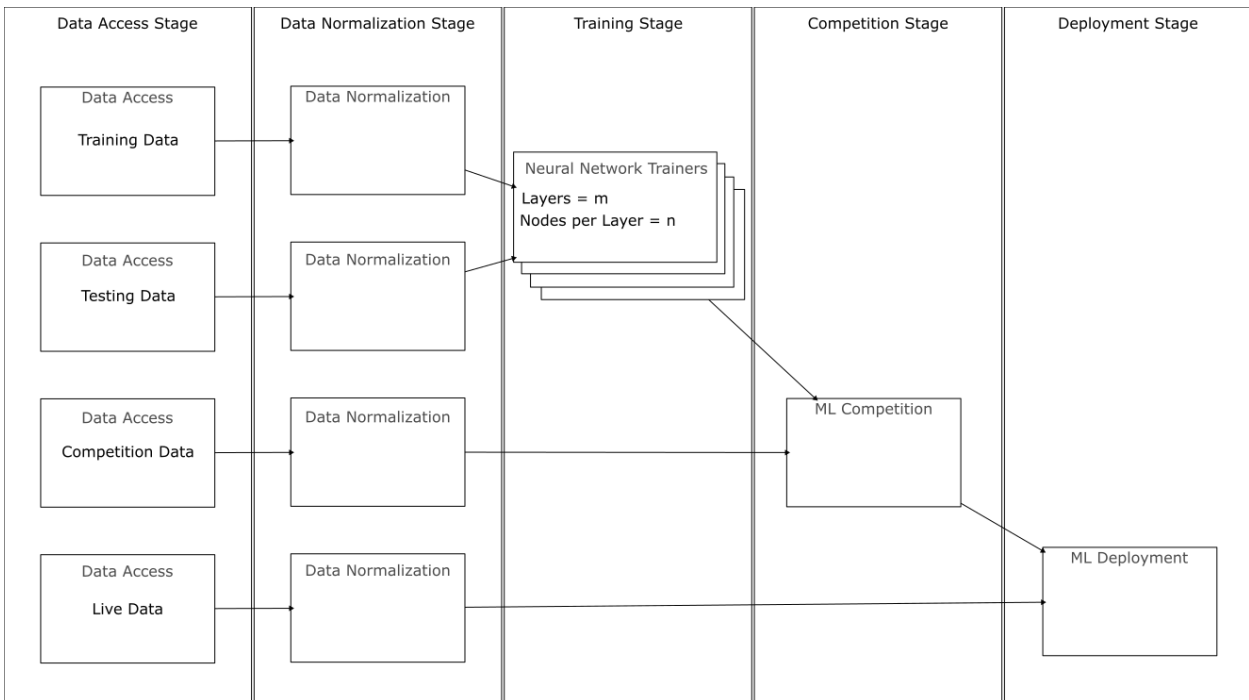 Data Access Stage
Data Normalization Stage
Training Stage
Competition Stage
Deployment Stage
Data Access
Training Data
Data Normalization
Neural Network Trainers
Layers = m
Nodes per Layer = n
Data Access
Testing Data
Data Normalization
Data Access
Competition Data
Data Normalization
ML Competition
Data Access
Live Data
Data Normalization
ML Deployment